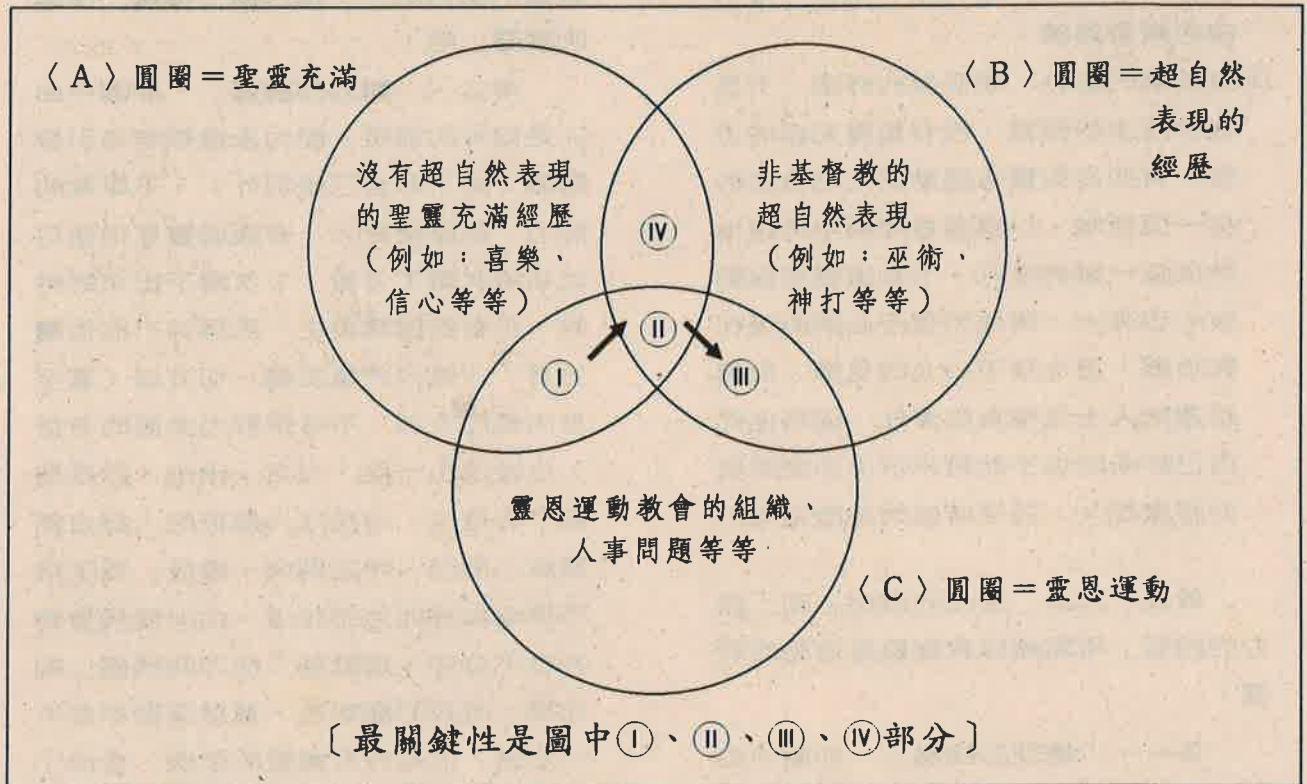 〈A〉圓圈＝聖靈充滿
〈B〉圓圈＝超自然
表現的
經歷
沒有超自然表現
的聖靈充滿經歷
（例如：喜樂、
信心等等）
非基督教的
超自然表現
（例如：巫術、
神打等等）
Ⓘ
Ⅱ
Ⅲ
Ⅳ
靈恩運動教會的組織、
人事問題等等
〈C〉圓圈＝靈恩運動
〔最關鍵性是圖中Ⓘ、Ⅱ、Ⅲ、Ⅳ部分〕